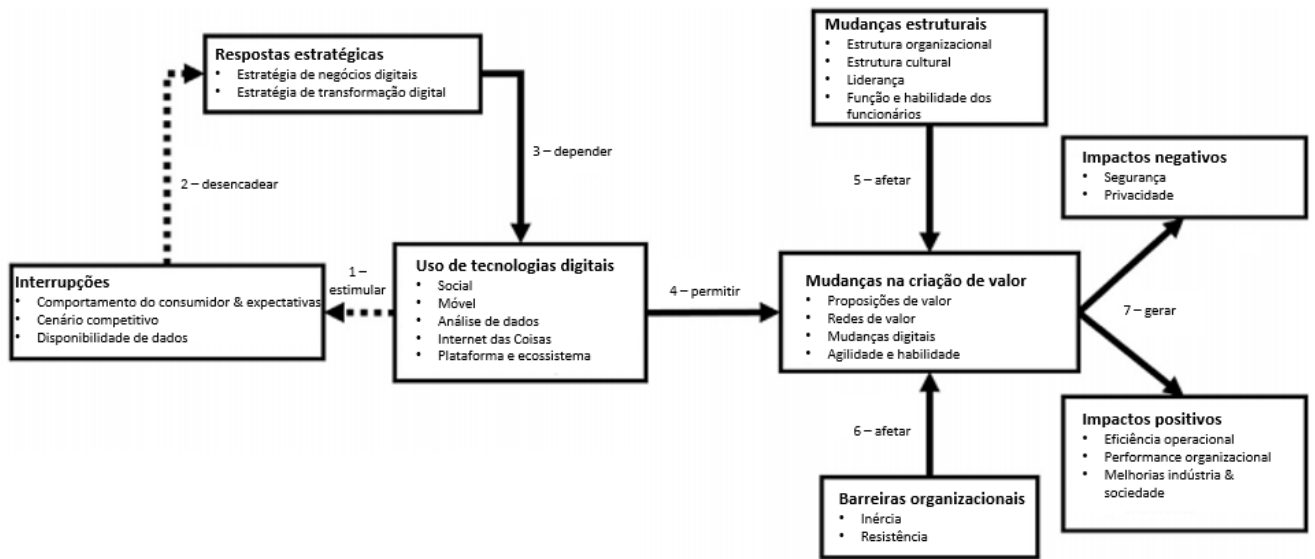 Respostas estratégicas
• Estratégia de negócios digitais
• Estratégia de transformação digital
2 – desencadear
3 – depender
Interrupções
• Comportamento do consumidor & expectativas
• Cenário competitivo
• Disponibilidade de dados
1 –
estimular
Uso de tecnologias digitais
• Social
• Móvel
• Análise de dados
• Internet das Coisas
• Plataforma e ecossistema
4 – permitir
Mudanças estruturais
• Estrutura organizacional
• Estrutura cultural
• Liderança
• Função e habilidade dos
funcionários
5 – afetar
Mudanças na criação de valor
• Proposições de valor
• Redes de valor
• Mudanças digitais
• Agilidade e habilidade
6 – afetar
Barreiras organizacionais
• Inércia
• Resistência
7 – gerar
Impactos negativos
• Segurança
• Privacidade
Impactos positivos
• Eficiência operacional
• Performance organizacional
• Melhorias indústria &
sociedade